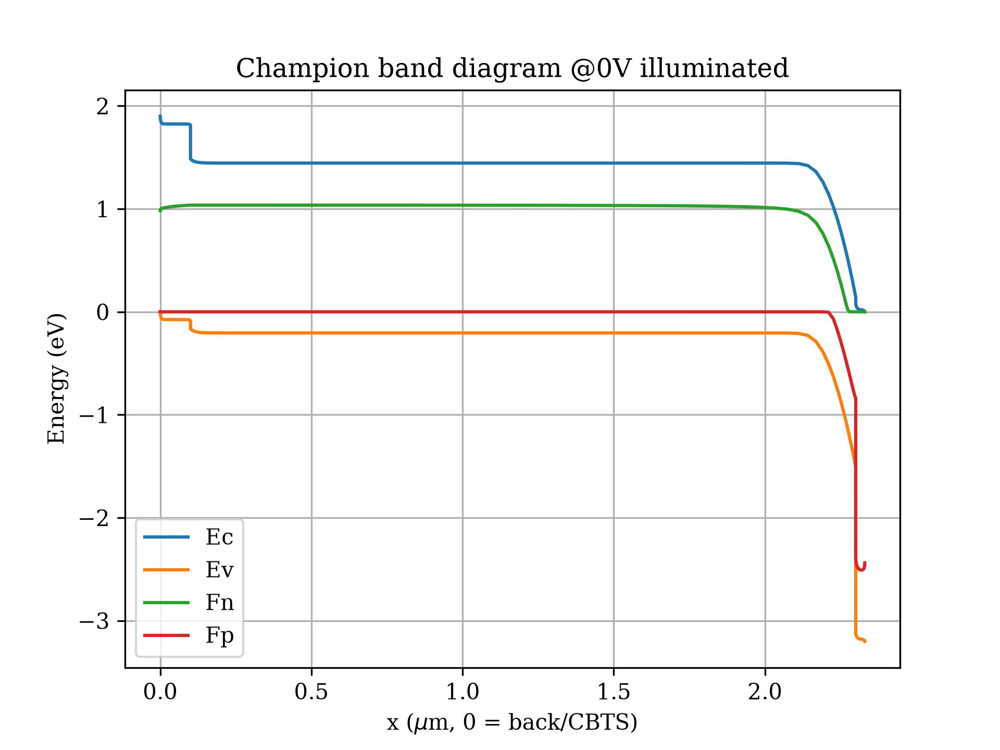 Champion band diagram @0V illuminated
Energy (eV)
2
1
0
−1
−2
−3
Ec
Ev
Fn
Fp
0.0 0.5 1.0 1.5 2.0
x (μm, 0 = back/CBTS)